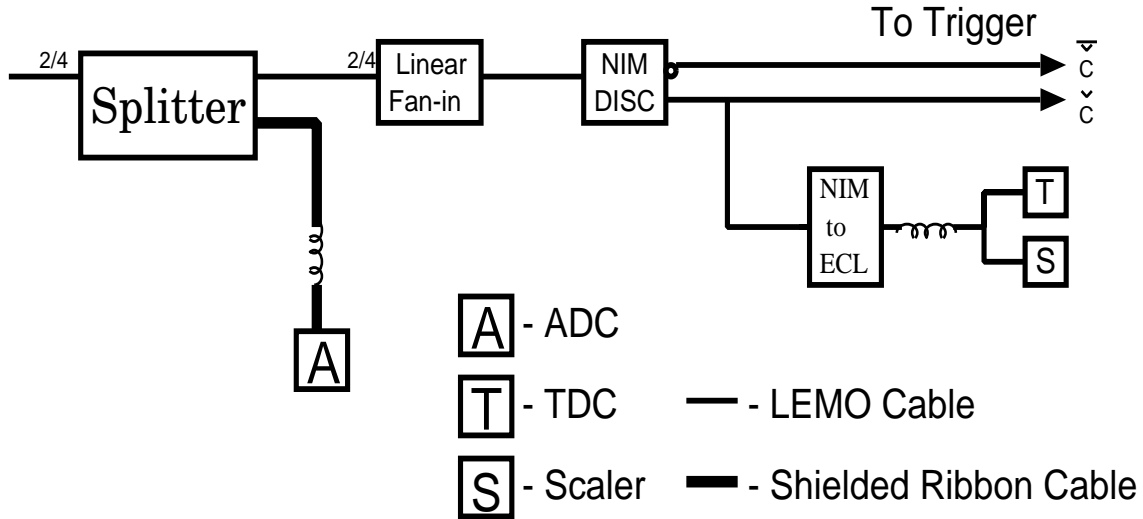 To Trigger
2/4
Splitter
2/4
Linear
Fan-in
NIM
DISC
C̄̌
Č
NIM
to
ECL
T
S
A
A - ADC
T - TDC
S - Scaler
- LEMO Cable
- Shielded Ribbon Cable